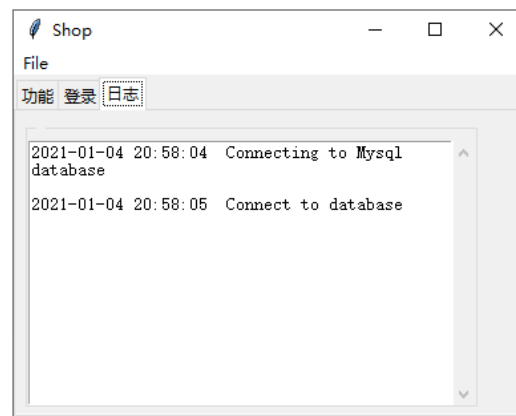 Shop
File
功能 登录 日志
2021-01-04 20:58:04  Connecting to Mysql
database
2021-01-04 20:58:05  Connect to database